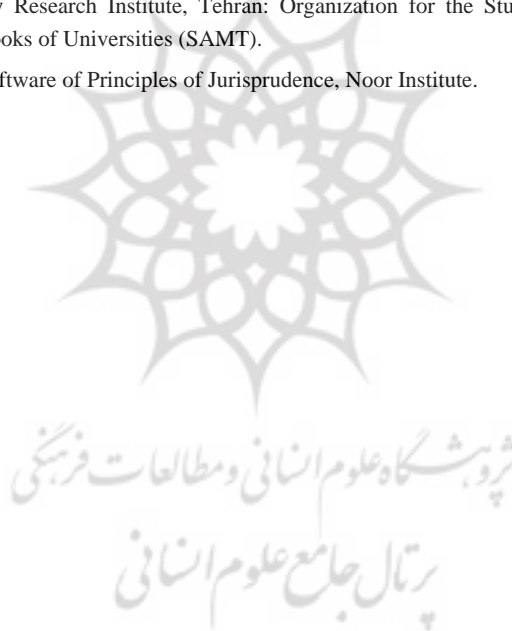 y Research Institute, Tehran: Organization for the Stu
ooks of Universities (SAMT).
ftware of Principles of Jurisprudence, Noor Institute.
پژوهشگاه علوم انسانی و مطالعات فرهنگی
پرتال جامع علوم انسانی